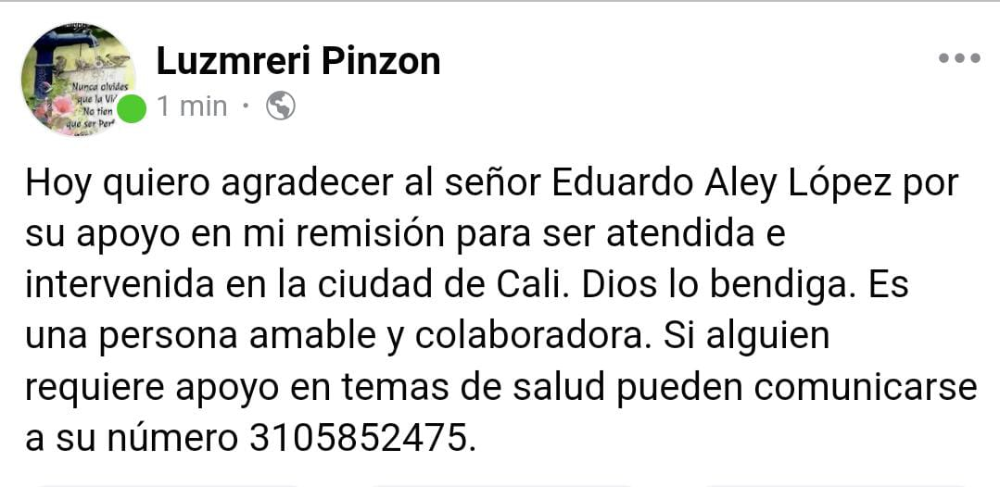 Luzmreri Pinzon
1 min ·
Hoy quiero agradecer al señor Eduardo Aley López por
su apoyo en mi remisión para ser atendida e
intervenida en la ciudad de Cali. Dios lo bendiga. Es
una persona amable y colaboradora. Si alguien
requiere apoyo en temas de salud pueden comunicarse
a su número 3105852475.
Nunca olvides
que la Vi
No tien
que ser Perf